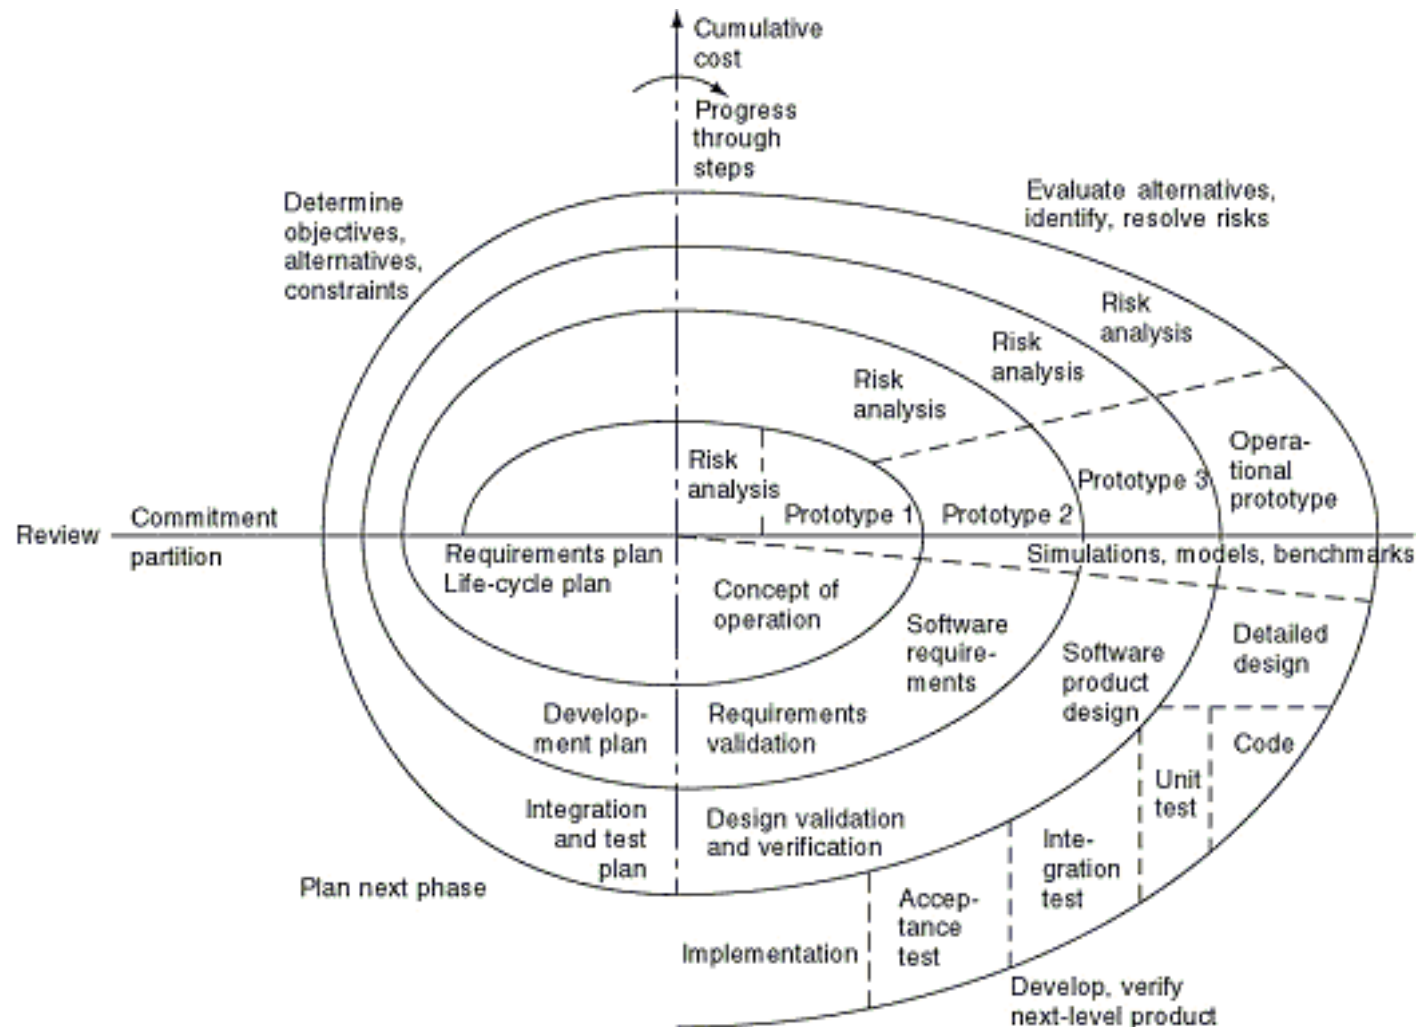 Cumulative
cost
Progress
through
steps
Determine
objectives,
alternatives,
constraints
Evaluate alternatives,
identify, resolve risks
Risk
analysis
Risk
analysis
Risk
analysis
Risk
analysis
Opera-
tional
prototype
Prototype 3
Prototype 2
Prototype 1
Review
Commitment
partition
Requirements plan
Life-cycle plan
Simulations, models, benchmarks
Concept of
operation
Software
require-
ments
Software
product
design
Detailed
design
Develop-
ment plan
Requirements
validation
Code
Unit
test
Integration
and test
plan
Design validation
and verification
Inte-
gration
test
Plan next phase
Accep-
tance
test
Implementation
Develop, verify
next-level product